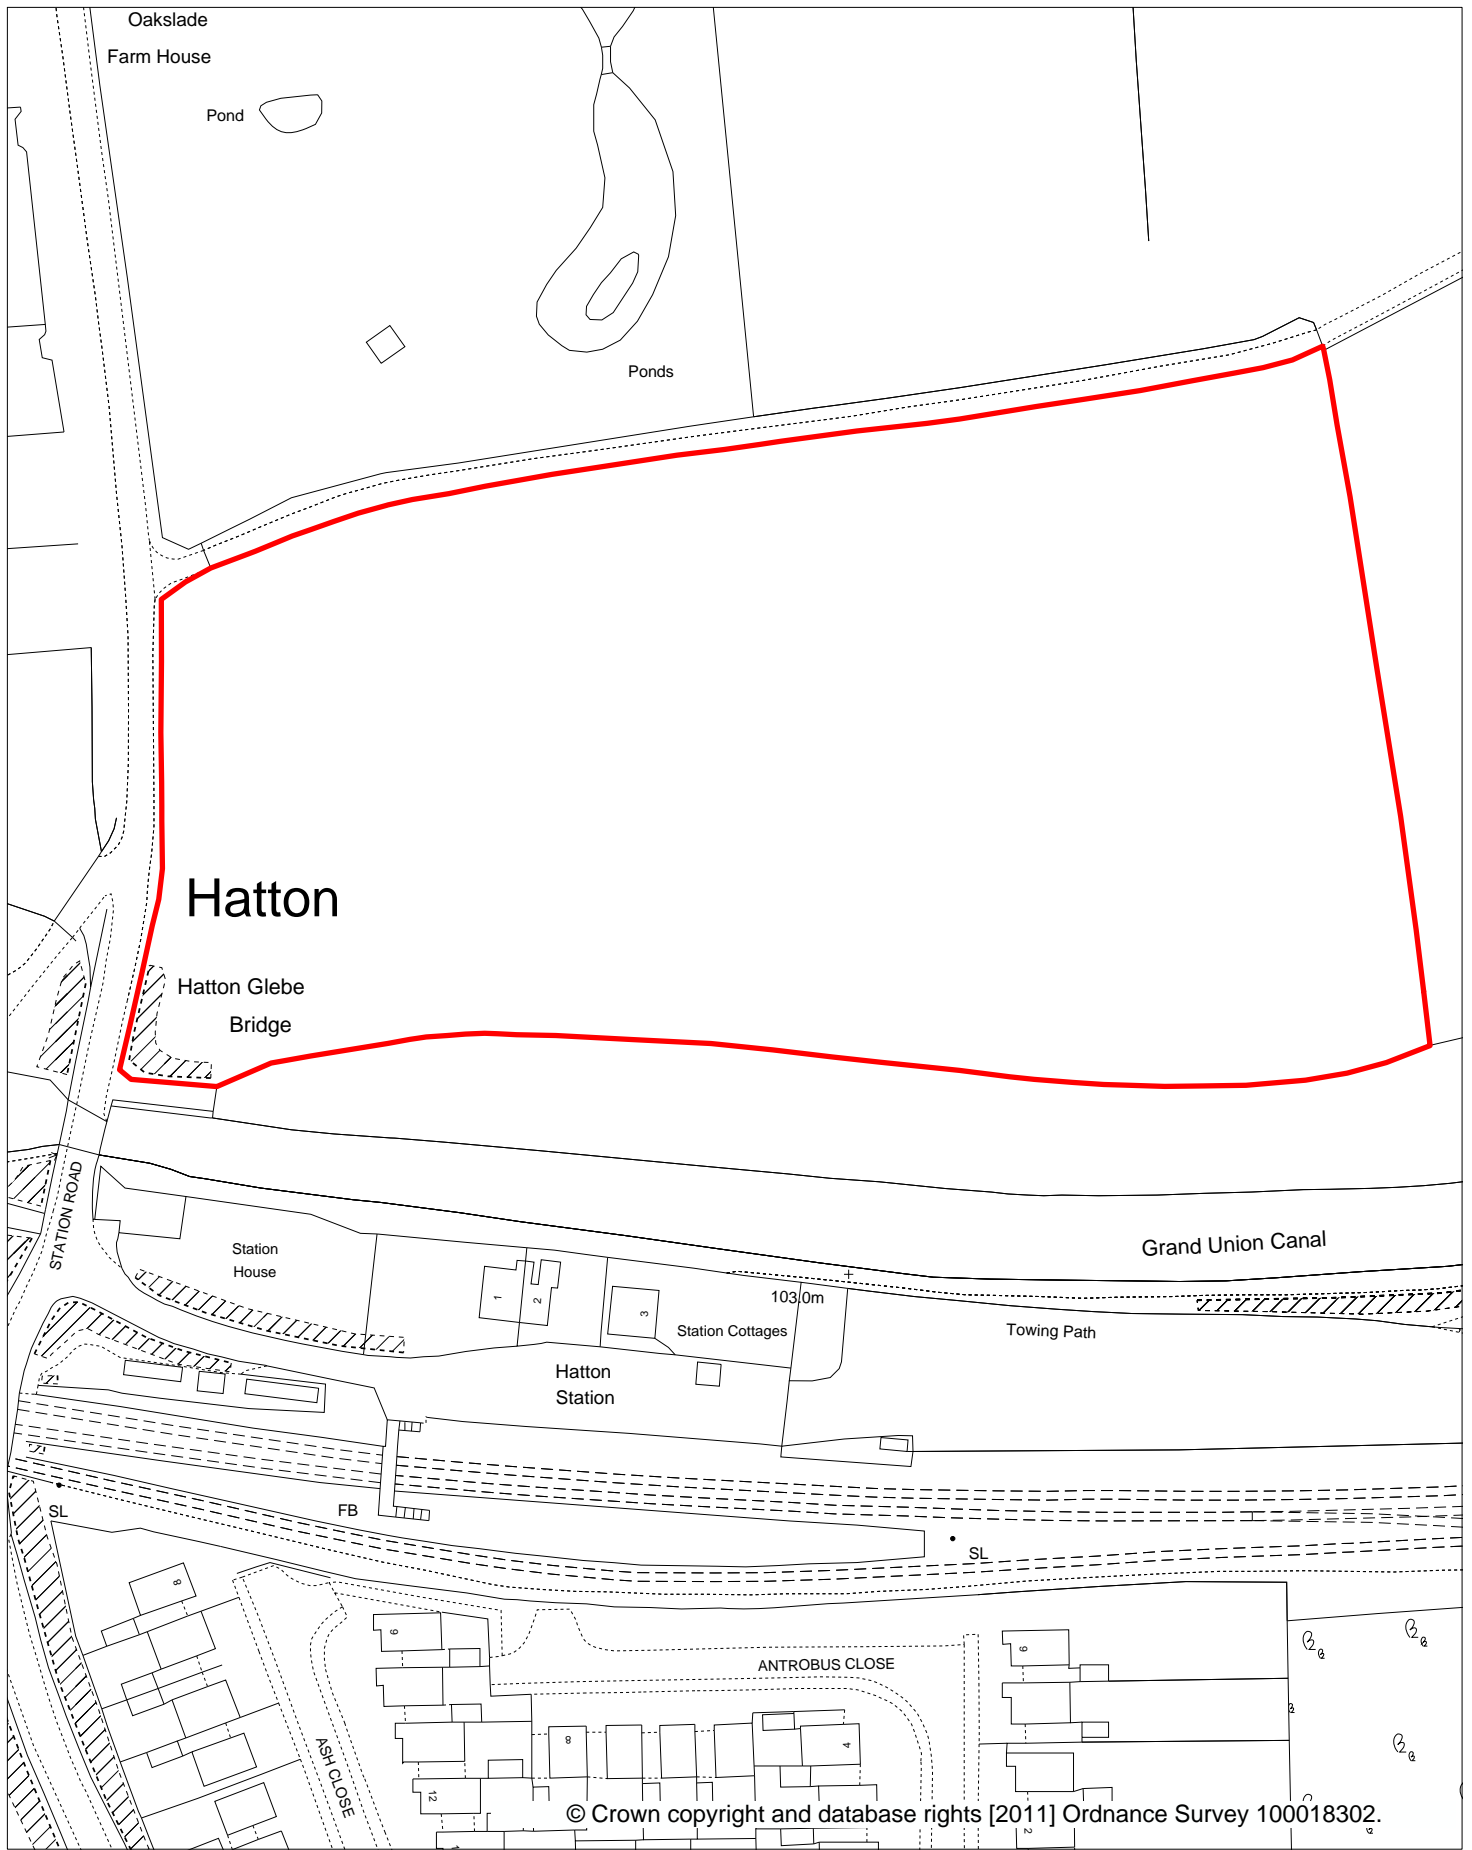 Oakslade
Farm House
Pond
Ponds
Hatton
Hatton Glebe
Bridge
STATION ROAD
Station
House
1
2
3
103.0m
Station Cottages
Grand Union Canal
Towing Path
Hatton
Station
SL
FB
SL
8
9
9
ANTROBUS CLOSE
8
4
ASH CLOSE
12
2
© Crown copyright and database rights [2011] Ordnance Survey 100018302.